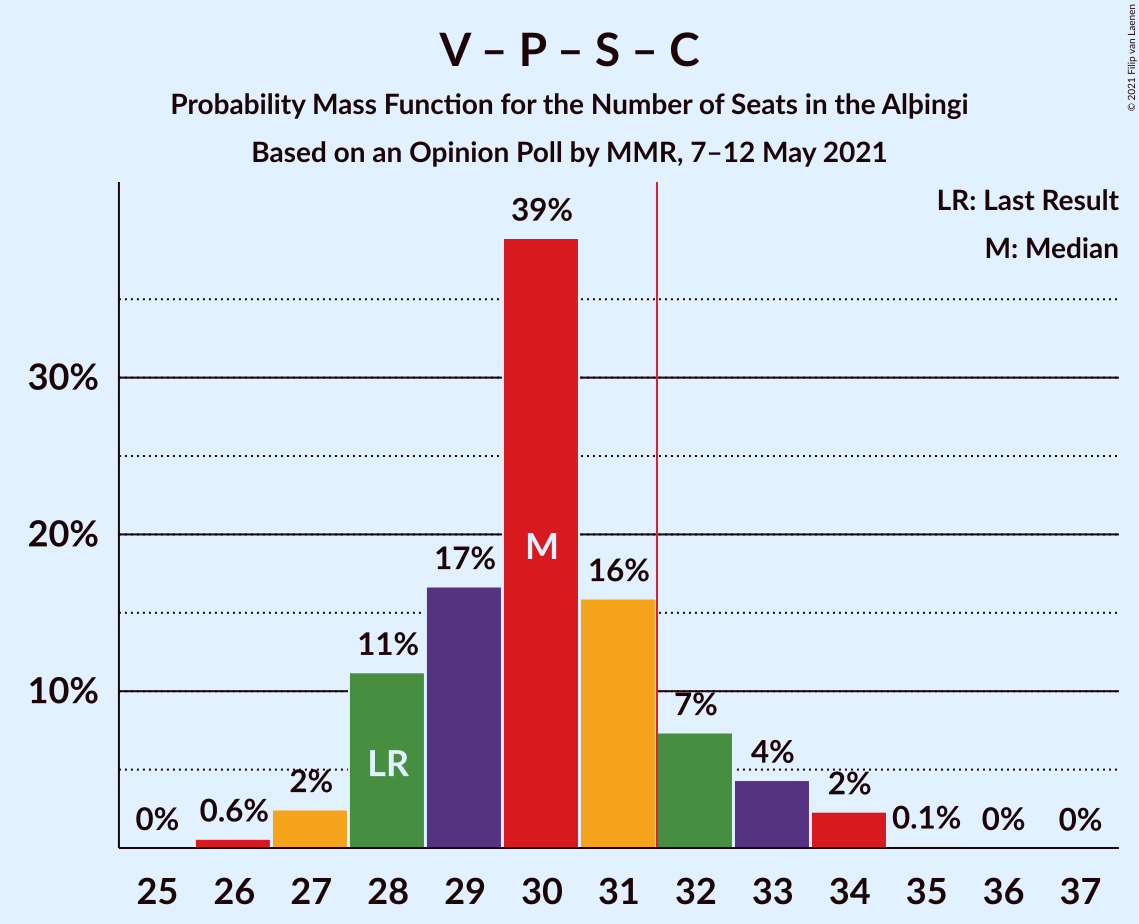 V – P – S – C
Probability Mass Function for the Number of Seats in the Alþingi
Based on an Opinion Poll by MMR, 7–12 May 2021
© 2021 Filip van Laenen
LR: Last Result
M: Median
30%
20%
10%
0%
0.6%
2%
11%
17%
39%
16%
7%
4%
2%
0.1%
0%
0%
LR
M
25 26 27 28 29 30 31 32 33 34 35 36 37